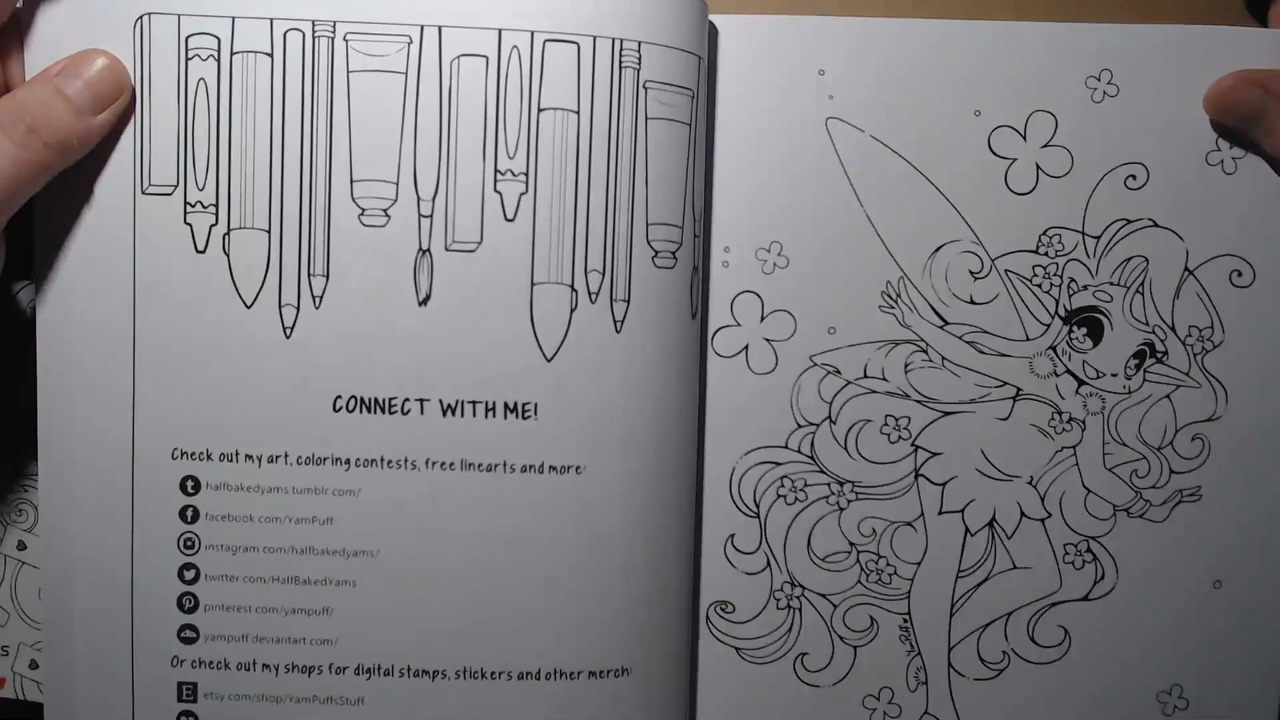 CONNECT WITH ME!
Check out my art, coloring contests, free linearts and more!
halfbakedyams.tumblr.com/
facebook.com/YamPuff
instagram.com/halfbakedyams/
twitter.com/HalfBakedYams
pinterest.com/yampuff/
yampuff.deviantart.com/
Or check out my shops for digital stamps, stickers and other merch!
E etsy.com/shop/YamPuffsStuff
YamPuff